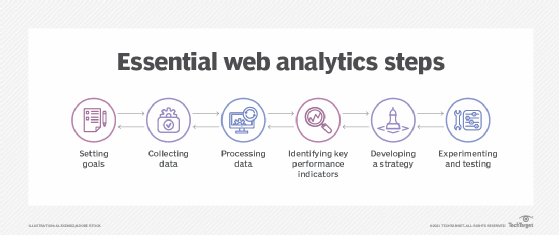 Essential web analytics steps
Setting
goals
Collecting
data
Processing
data
Identifying key
performance
indicators
Developing
a strategy
Experimenting
and testing
TechTarget